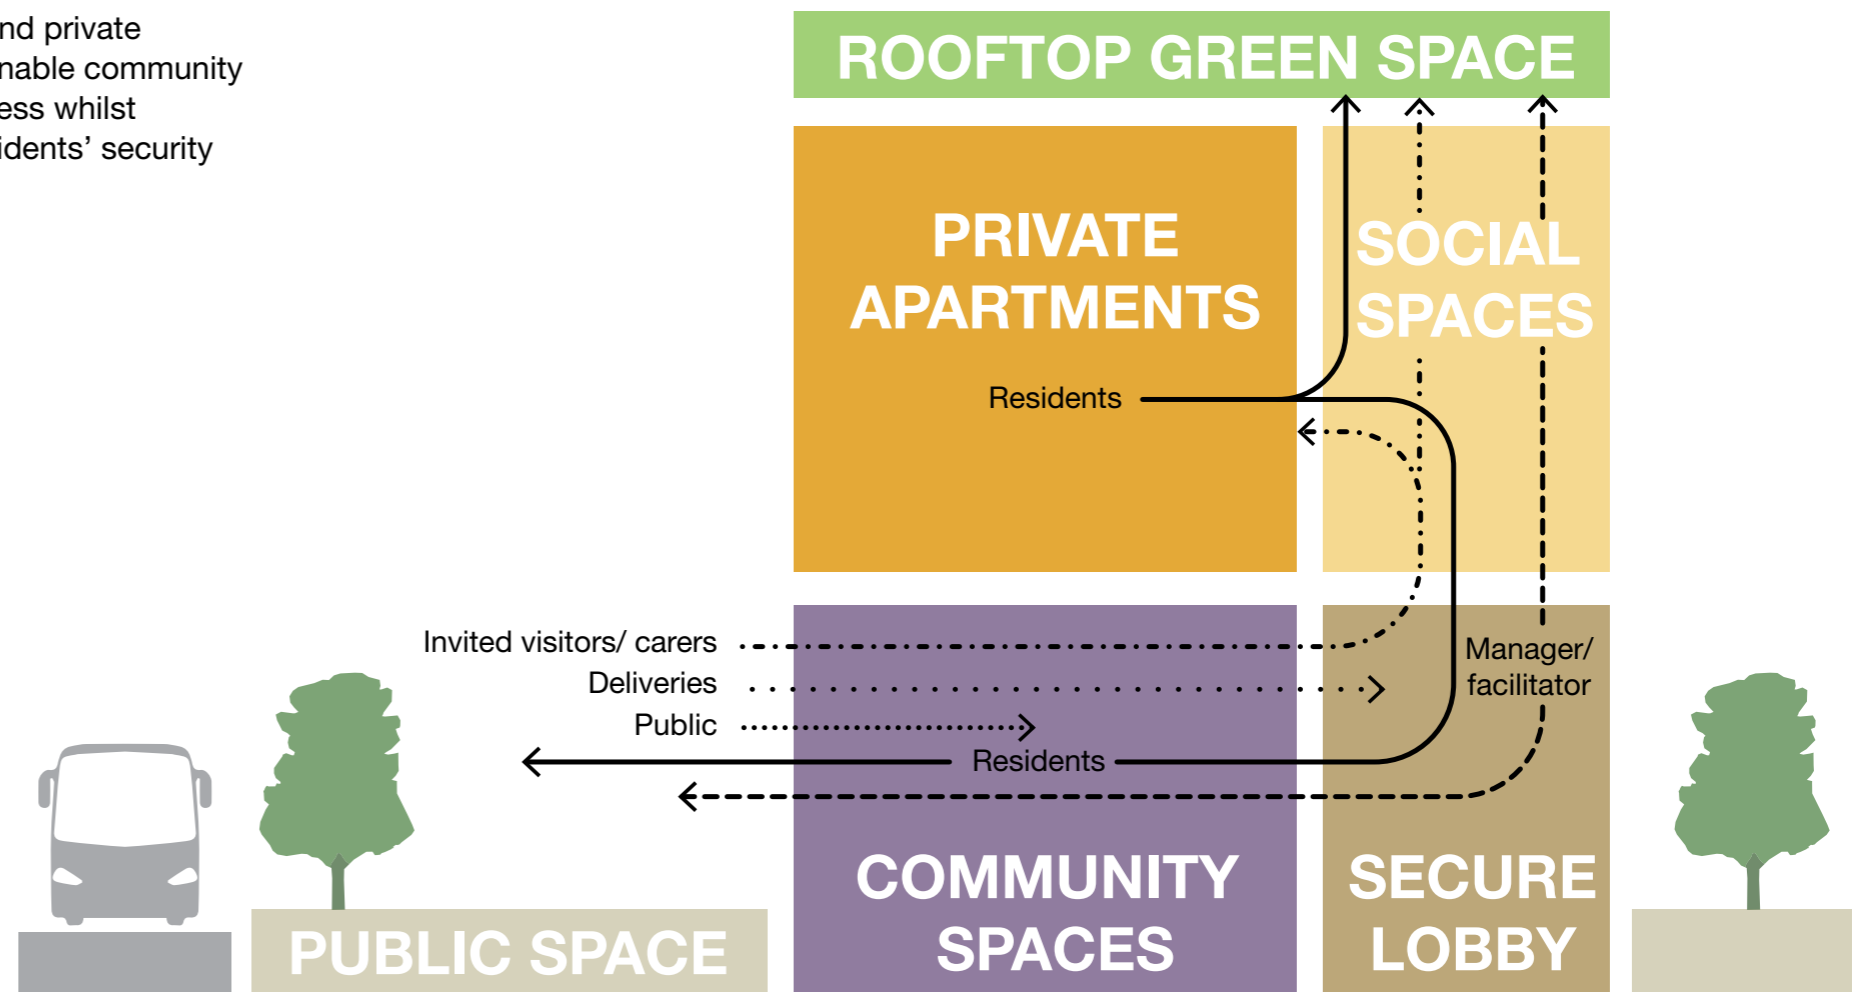 nd private
nable community
ess whilst
idents’ security
ROOFTOP GREEN SPACE
PRIVATE
APARTMENTS
SOCIAL
SPACES
Residents
Invited visitors/ carers
Deliveries
Public
Residents
Manager/
facilitator
COMMUNITY
SPACES
SECURE
LOBBY
PUBLIC SPACE